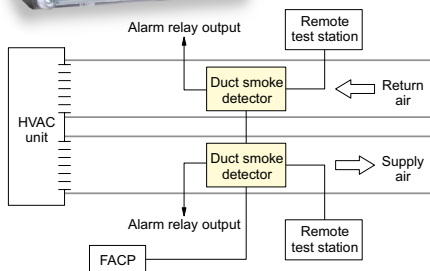 Alarm relay output
Remote
test station
Duct smoke
detector
Return
air
HVAC
unit
Duct smoke
detector
Supply
air
Alarm relay output
Remote
test station
FACP